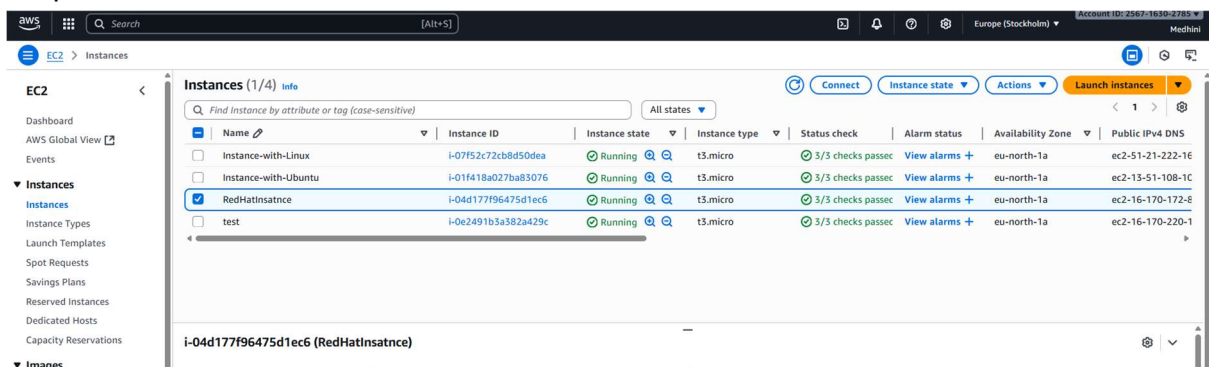 aws Search [Alt+S] Europe (Stockholm) Account ID: 2567-1630-2785
Medhini
EC2 > Instances
EC2
Dashboard
AWS Global View
Events
Instances
Instances
Instance Types
Launch Templates
Spot Requests
Savings Plans
Reserved Instances
Dedicated Hosts
Capacity Reservations
Images
Instances (1/4) Info Connect Instance state Actions Launch instances
Find Instance by attribute or tag (case-sensitive) All states < 1 >
Name Instance ID Instance state Instance type Status check Alarm status Availability Zone Public IPv4 DNS
Instance-with-Linux i-07f52c72cb8d50dea Running t3.micro 3/3 checks passec View alarms + eu-north-1a ec2-51-21-222-16
Instance-with-Ubuntu i-01f418a027ba83076 Running t3.micro 3/3 checks passec View alarms + eu-north-1a ec2-13-51-108-10
RedHatInsatnce i-04d177f96475d1ec6 Running t3.micro 3/3 checks passec View alarms + eu-north-1a ec2-16-170-172-8
test i-0e2491b3a382a429c Running t3.micro 3/3 checks passec View alarms + eu-north-1a ec2-16-170-220-1
i-04d177f96475d1ec6 (RedHatInsatnce)